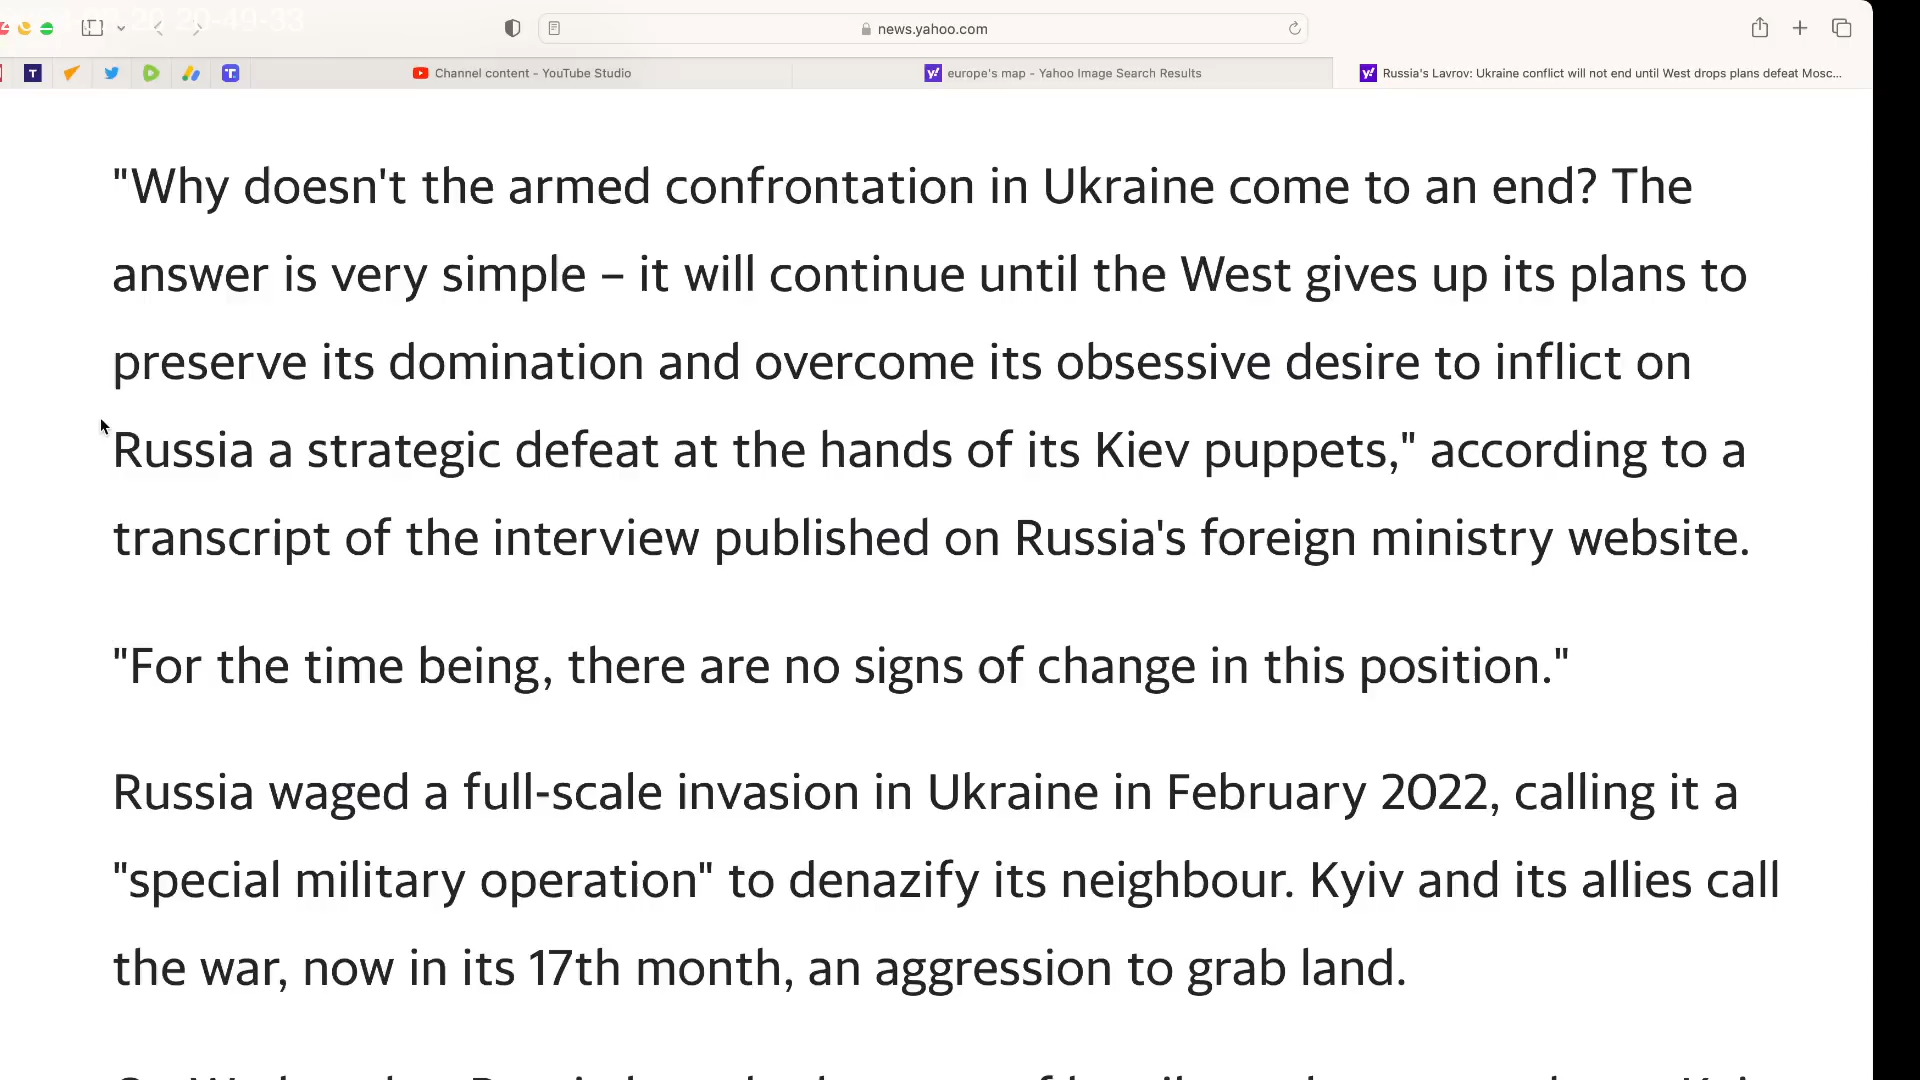 20-49-33
news.yahoo.com
T
T
Channel content – YouTube Studio
y! europe's map - Yahoo Image Search Results
y! Russia's Lavrov: Ukraine conflict will not end until West drops plans defeat Mosc...
"Why doesn't the armed confrontation in Ukraine come to an end? The
answer is very simple – it will continue until the West gives up its plans to
preserve its domination and overcome its obsessive desire to inflict on
Russia a strategic defeat at the hands of its Kiev puppets," according to a
transcript of the interview published on Russia's foreign ministry website.
"For the time being, there are no signs of change in this position."
Russia waged a full-scale invasion in Ukraine in February 2022, calling it a
"special military operation" to denazify its neighbour. Kyiv and its allies call
the war, now in its 17th month, an aggression to grab land.